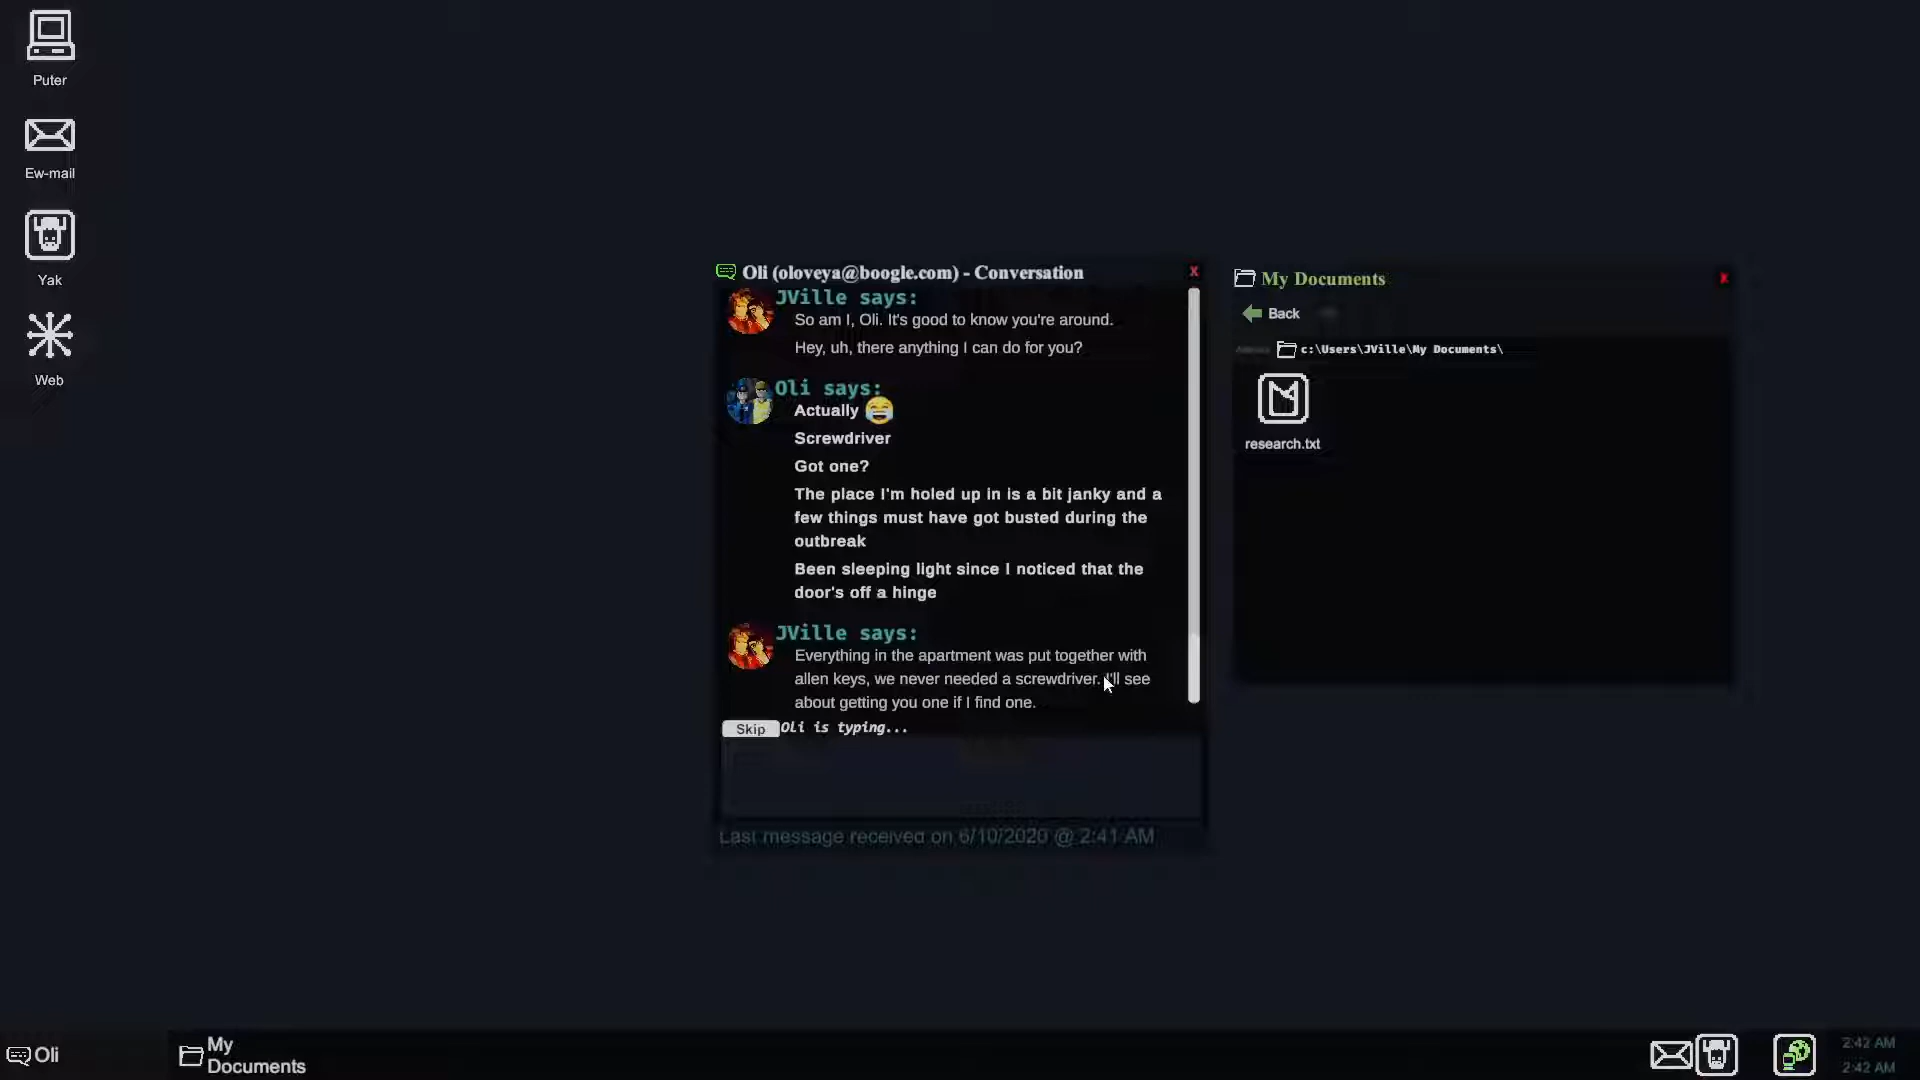 Puter
Ew-mail
Yak
Web
Oli (oloveya@boogle.com) - Conversation
x
JVille says:
So am I, Oli. It's good to know you're around.
Hey, uh, there anything I can do for you?
Oli says:
Actually 😂
Screwdriver
Got one?
The place I'm holed up in is a bit janky and a
few things must have got busted during the
outbreak
Been sleeping light since I noticed that the
door's off a hinge
JVille says:
Everything in the apartment was put together with
allen keys, we never needed a screwdriver. I'll see
about getting you one if I find one.
Skip
Oli is typing...
Last message received on 6/10/2020 @ 2:41 AM
My Documents
x
Back
c:\Users\JVille\My Documents\
research.txt
Oli
My
Documents
2:42 AM
2:42 AM